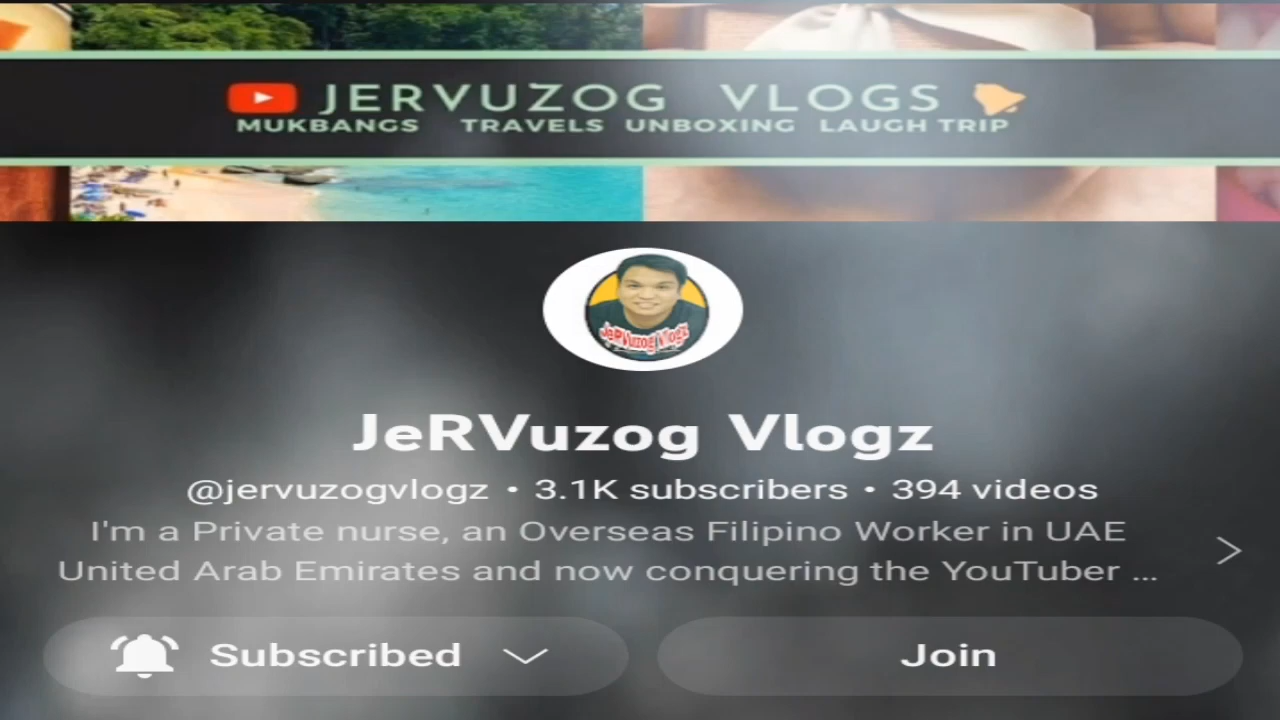 JERVUZOG VLOGS
MUKBANGS TRAVELS UNBOXING LAUGH TRIP
JeRVuzog Vlogz
JeRVuzog Vlogz
@jervuzogvlogz • 3.1K subscribers • 394 videos
I'm a Private nurse, an Overseas Filipino Worker in UAE
United Arab Emirates and now conquering the YouTuber ...
Subscribed
Join